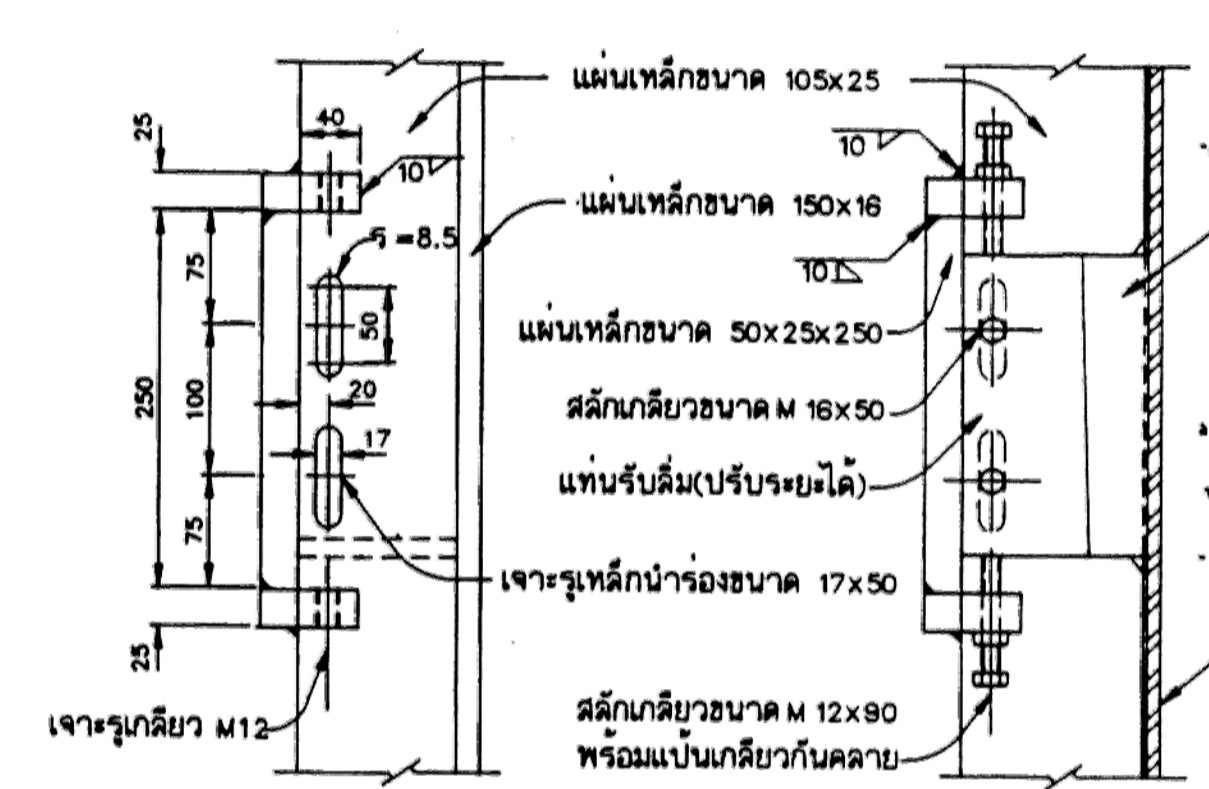 แผ่นเหล็กขนาด 105x25
40
25
10
10
แผ่นเหล็กขนาด 150x16
ร =8.5
75
10
50
แผ่นเหล็กขนาด 50x25x250
250
100
20
สลักเกลียวขนาด M 16x50
17
แท่นรับลิ่ม(ปรับระยะได้)
75
เจาะรูเหล็กนำร่องขนาด 17x50
25
เจาะรูเกลียว M12
สลักเกลียวขนาด M 12x90
พร้อมแป้นเกลียวกันคลาย